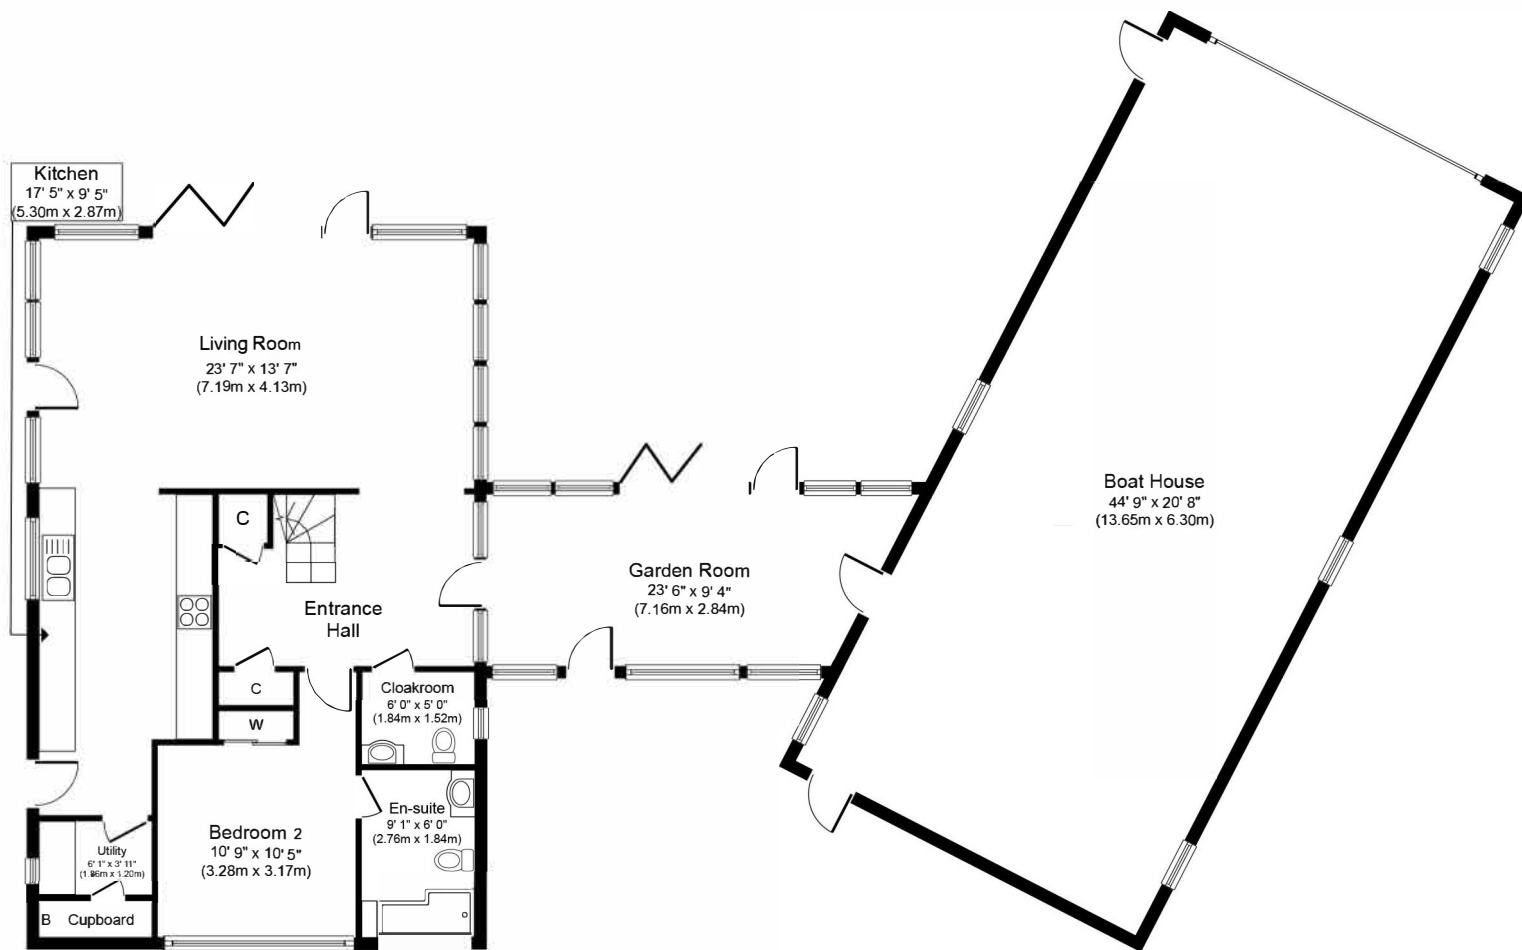 Kitchen
17' 5" x 9' 5"
(5.30m x 2.87m)
Living Room
23' 7" x 13' 7"
(7.19m x 4.13m)
C
Entrance
Hall
C
W
Cloakroom
6' 0" x 5' 0"
(1.84m x 1.52m)
En-suite
9' 1" x 6' 0"
(2.76m x 1.84m)
Bedroom 2
10' 9" x 10' 5"
(3.28m x 3.17m)
Utility
6' 1" x 3' 11"
(1.86m x 1.20m)
B Cupboard
Garden Room
23' 6" x 9' 4"
(7.16m x 2.84m)
Boat House
44' 9" x 20' 8"
(13.65m x 6.30m)